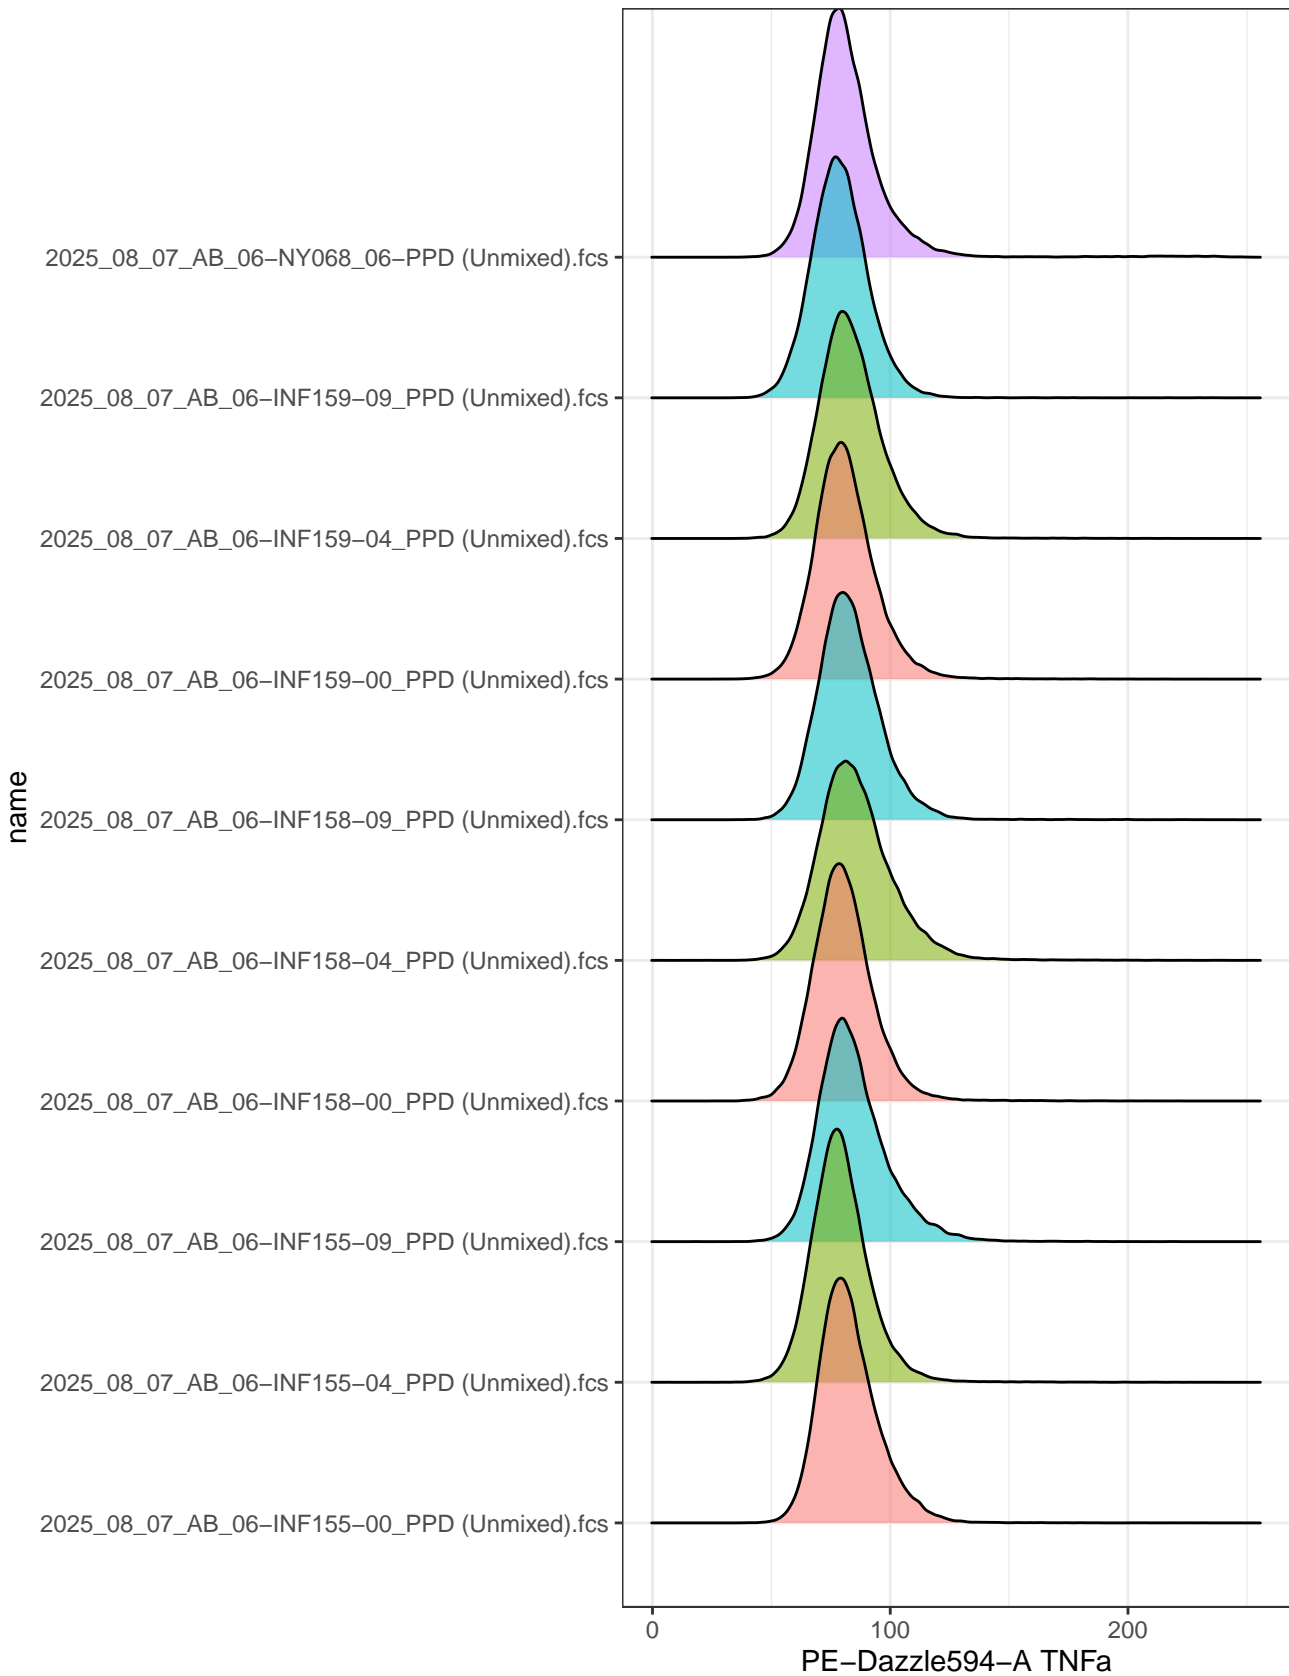 name
2025_08_07_AB_06−NY068_06−PPD (Unmixed).fcs
2025_08_07_AB_06−INF159−09_PPD (Unmixed).fcs
2025_08_07_AB_06−INF159−04_PPD (Unmixed).fcs
2025_08_07_AB_06−INF159−00_PPD (Unmixed).fcs
2025_08_07_AB_06−INF158−09_PPD (Unmixed).fcs
2025_08_07_AB_06−INF158−04_PPD (Unmixed).fcs
2025_08_07_AB_06−INF158−00_PPD (Unmixed).fcs
2025_08_07_AB_06−INF155−09_PPD (Unmixed).fcs
2025_08_07_AB_06−INF155−04_PPD (Unmixed).fcs
2025_08_07_AB_06−INF155−00_PPD (Unmixed).fcs
0 100 200
PE−Dazzle594−A TNFa